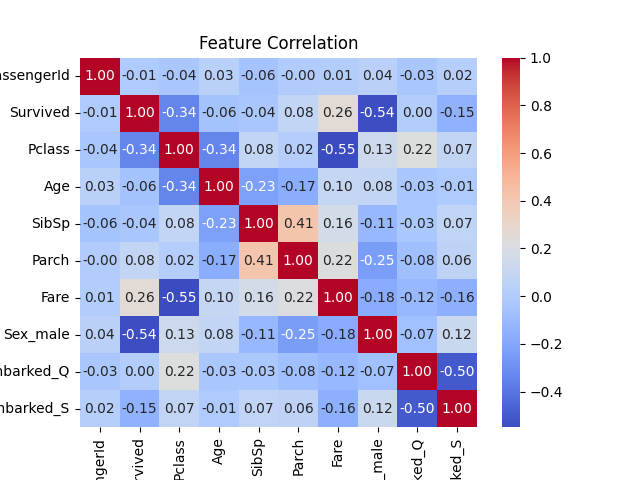 Feature Correlation
ssengerId 1.00 -0.01 -0.04 0.03 -0.06 -0.00 0.01 0.04 -0.03 0.02
Survived -0.01 1.00 -0.34 -0.06 -0.04 0.08 0.26 -0.54 0.00 -0.15
Pclass -0.04 -0.34 1.00 -0.34 0.08 0.02 -0.55 0.13 0.22 0.07
Age 0.03 -0.06 -0.34 1.00 -0.23 -0.17 0.10 0.08 -0.03 -0.01
SibSp -0.06 -0.04 0.08 -0.23 1.00 0.41 0.16 -0.11 -0.03 0.07
Parch -0.00 0.08 0.02 -0.17 0.41 1.00 0.22 -0.25 -0.08 0.06
Fare 0.01 0.26 -0.55 0.10 0.16 0.22 1.00 -0.18 -0.12 -0.16
Sex_male 0.04 -0.54 0.13 0.08 -0.11 -0.25 -0.18 1.00 -0.07 0.12
barked_Q -0.03 0.00 0.22 -0.03 -0.03 -0.08 -0.12 -0.07 1.00 -0.50
barked_S 0.02 -0.15 0.07 -0.01 0.07 0.06 -0.16 0.12 -0.50 1.00
ngerId rvived Pclass Age SibSp Parch Fare _male ked_Q ked_S
1.0
0.8
0.6
0.4
0.2
0.0
−0.2
−0.4